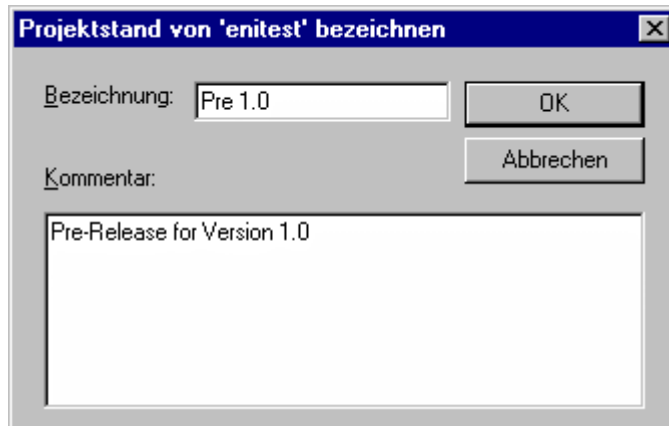 Projektstand von 'enitest' bezeichnen
Bezeichnung: Pre 1.0 OK
Abbrechen
Kommentar:
Pre-Release for Version 1.0